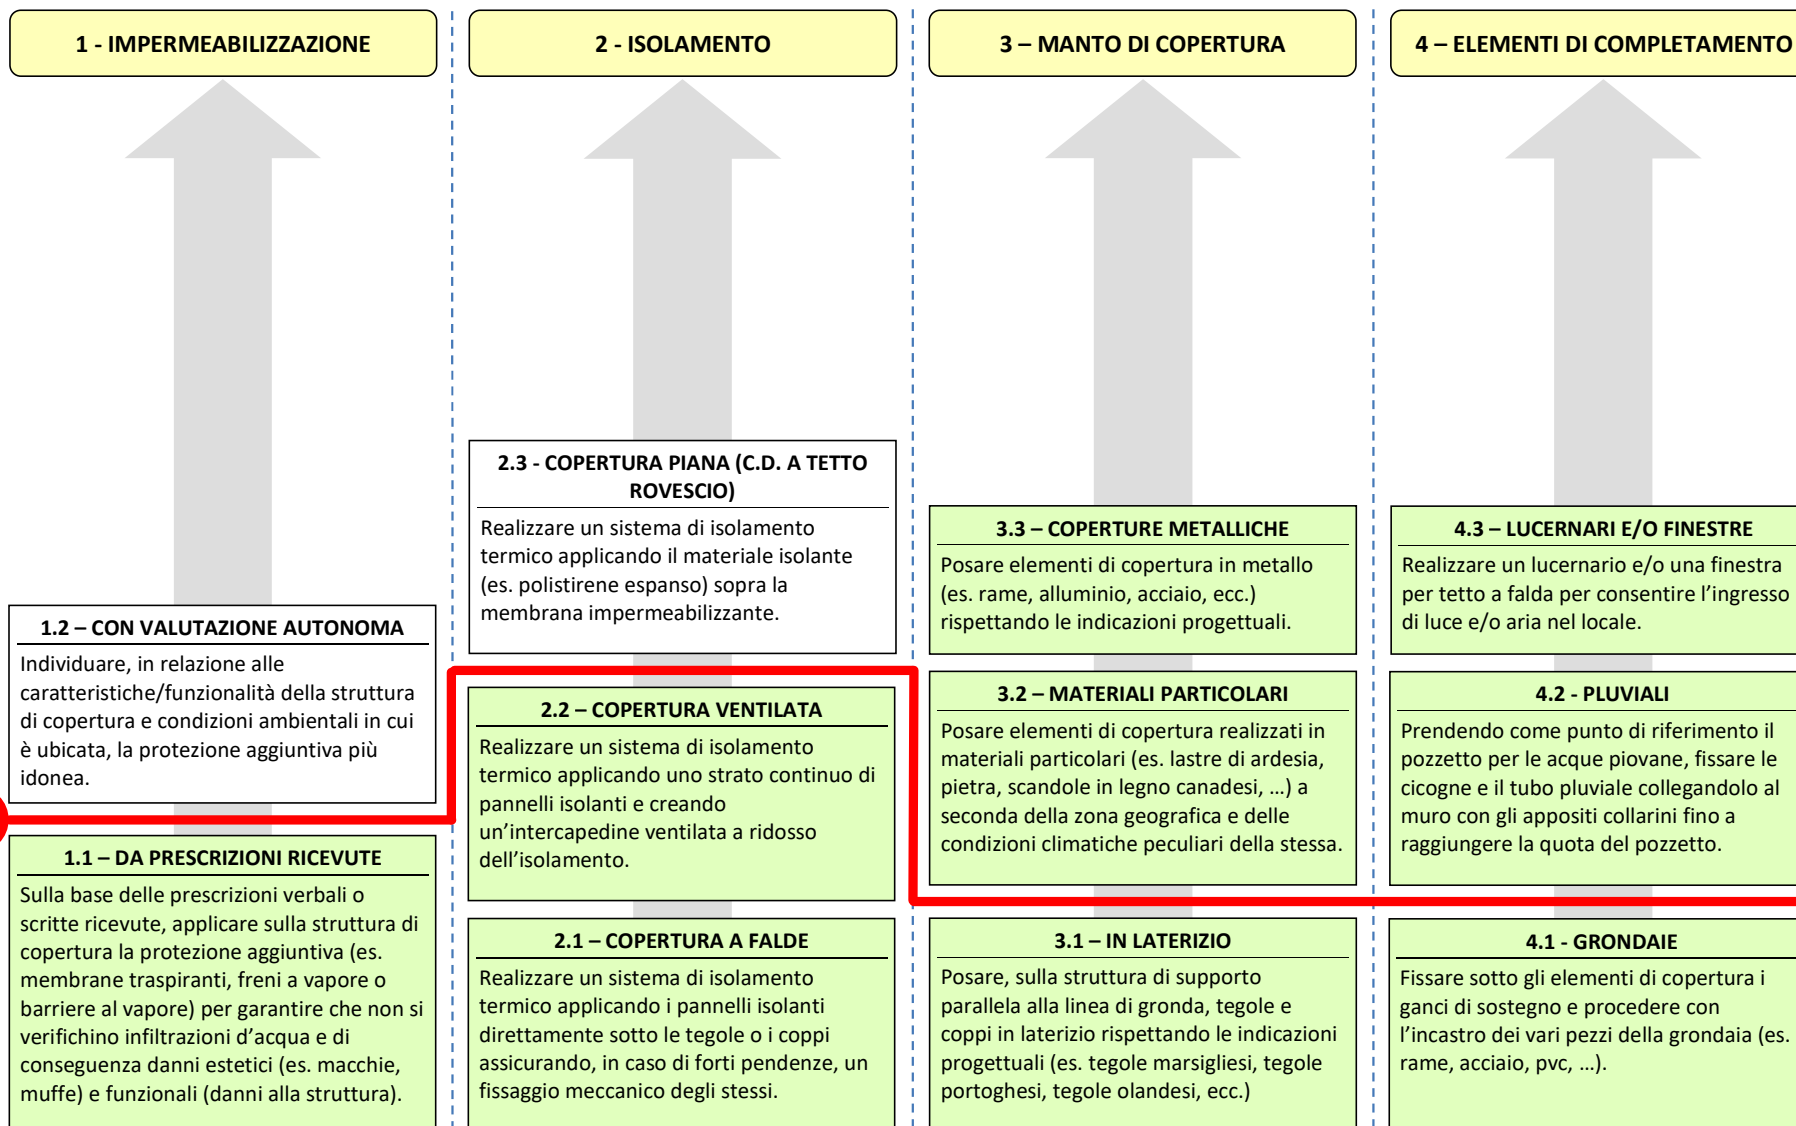 1 - IMPERMEABILIZZAZIONE
1.2 – CON VALUTAZIONE AUTONOMA
Individuare, in relazione alle
caratteristiche/funzionalità della struttura
di copertura e condizioni ambientali in cui
è ubicata, la protezione aggiuntiva più
idonea.
1.1 – DA PRESCRIZIONI RICEVUTE
Sulla base delle prescrizioni verbali o
scritte ricevute, applicare sulla struttura di
copertura la protezione aggiuntiva (es.
membrane traspiranti, freni a vapore o
barriere al vapore) per garantire che non si
verifichino infiltrazioni d’acqua e di
conseguenza danni estetici (es. macchie,
muffe) e funzionali (danni alla struttura).
2 - ISOLAMENTO
2.3 - COPERTURA PIANA (C.D. A TETTO
ROVESCIO)
Realizzare un sistema di isolamento
termico applicando il materiale isolante
(es. polistirene espanso) sopra la
membrana impermeabilizzante.
2.2 – COPERTURA VENTILATA
Realizzare un sistema di isolamento
termico applicando uno strato continuo di
pannelli isolanti e creando
un’intercapedine ventilata a ridosso
dell’isolamento.
2.1 – COPERTURA A FALDE
Realizzare un sistema di isolamento
termico applicando i pannelli isolanti
direttamente sotto le tegole o i coppi
assicurando, in caso di forti pendenze, un
fissaggio meccanico degli stessi.
3 – MANTO DI COPERTURA
3.3 – COPERTURE METALLICHE
Posare elementi di copertura in metallo
(es. rame, alluminio, acciaio, ecc.)
rispettando le indicazioni progettuali.
3.2 – MATERIALI PARTICOLARI
Posare elementi di copertura realizzati in
materiali particolari (es. lastre di ardesia,
pietra, scandole in legno canadesi, …) a
seconda della zona geografica e delle
condizioni climatiche peculiari della stessa.
3.1 – IN LATERIZIO
Posare, sulla struttura di supporto
parallela alla linea di gronda, tegole e
coppi in laterizio rispettando le indicazioni
progettuali (es. tegole marsigliesi, tegole
portoghesi, tegole olandesi, ecc.)
4 – ELEMENTI DI COMPLETAMENTO
4.3 – LUCERNARI E/O FINESTRE
Realizzare un lucernario e/o una finestra
per tetto a falda per consentire l’ingresso
di luce e/o aria nel locale.
4.2 - PLUVIALI
Prendendo come punto di riferimento il
pozzetto per le acque piovane, fissare le
cicogne e il tubo pluviale collegandolo al
muro con gli appositi collarini fino a
raggiungere la quota del pozzetto.
4.1 - GRONDAIE
Fissare sotto gli elementi di copertura i
ganci di sostegno e procedere con
l’incastro dei vari pezzi della grondaia (es.
rame, acciaio, pvc, …).